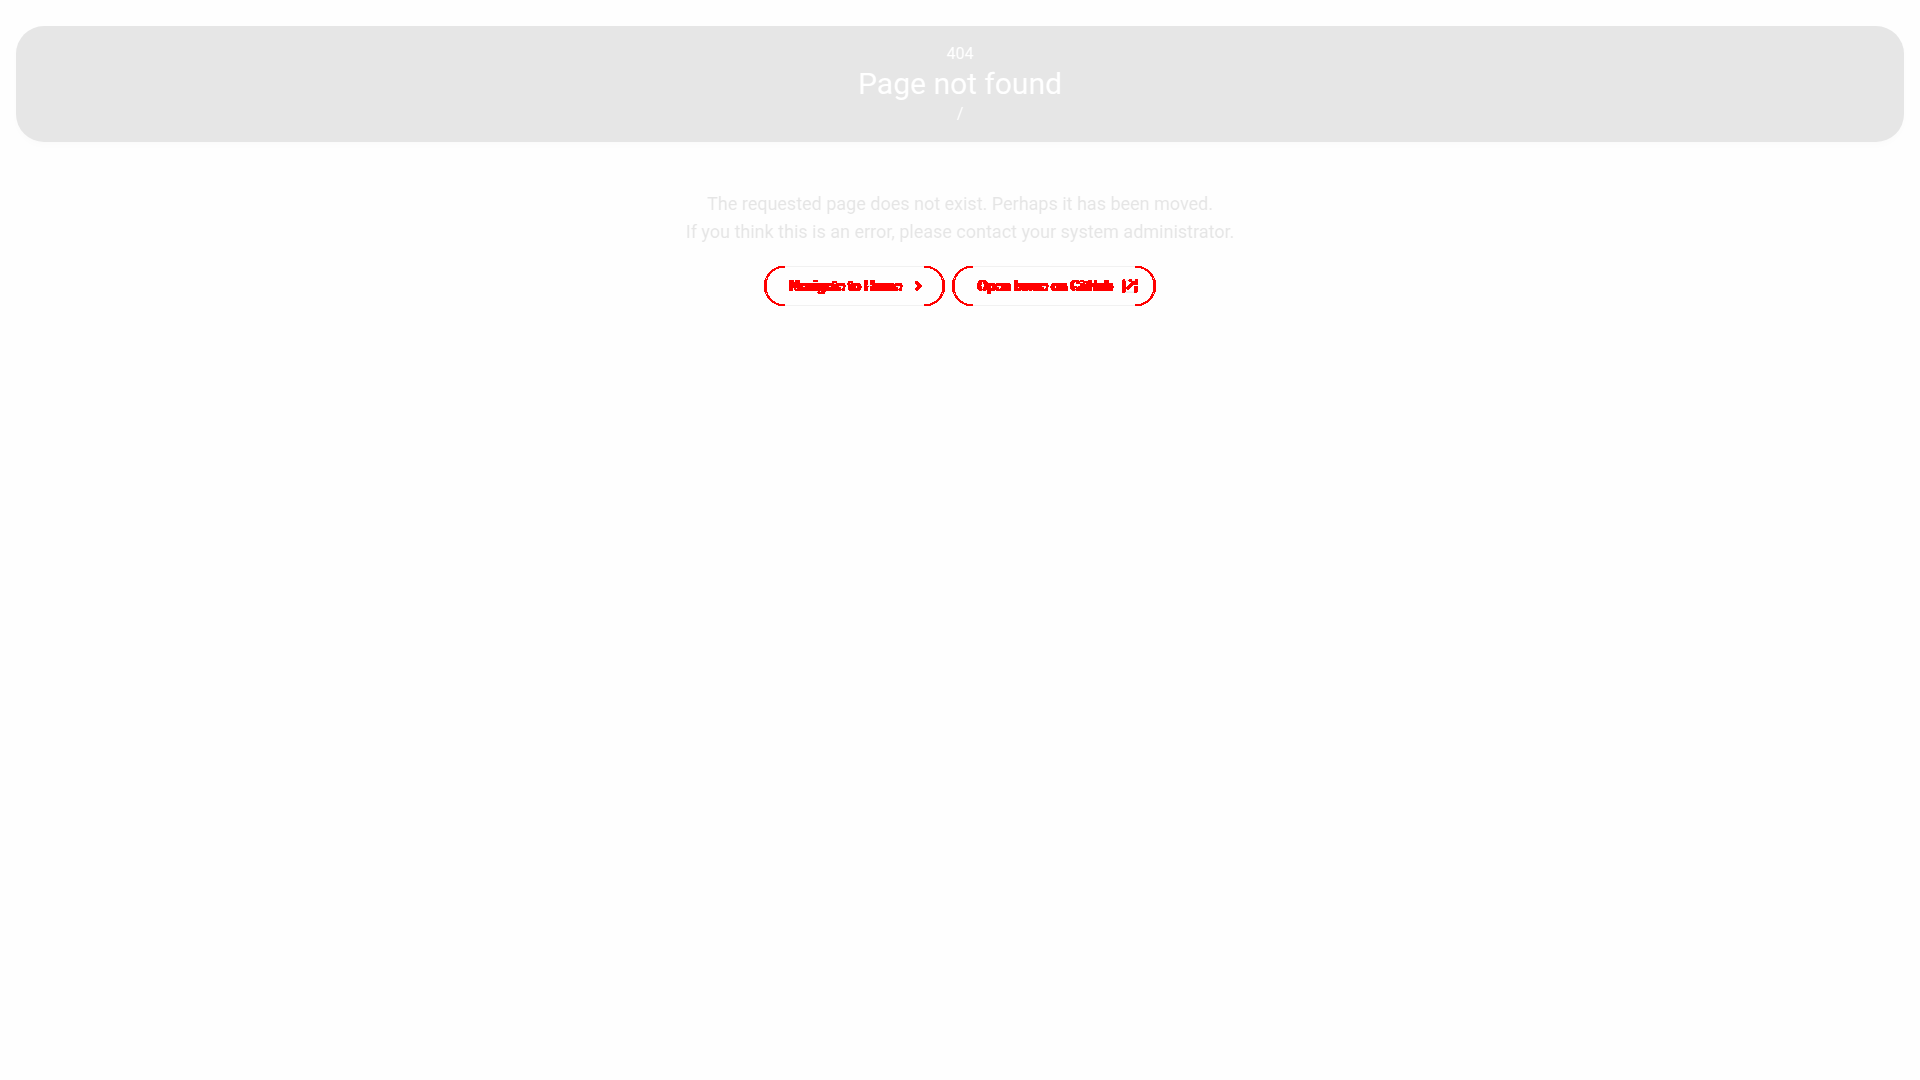 404
Page not found
/
The requested page does not exist. Perhaps it has been moved.
If you think this is an error, please contact your system administrator.
Navigate to Home
Open Issue on GitHub